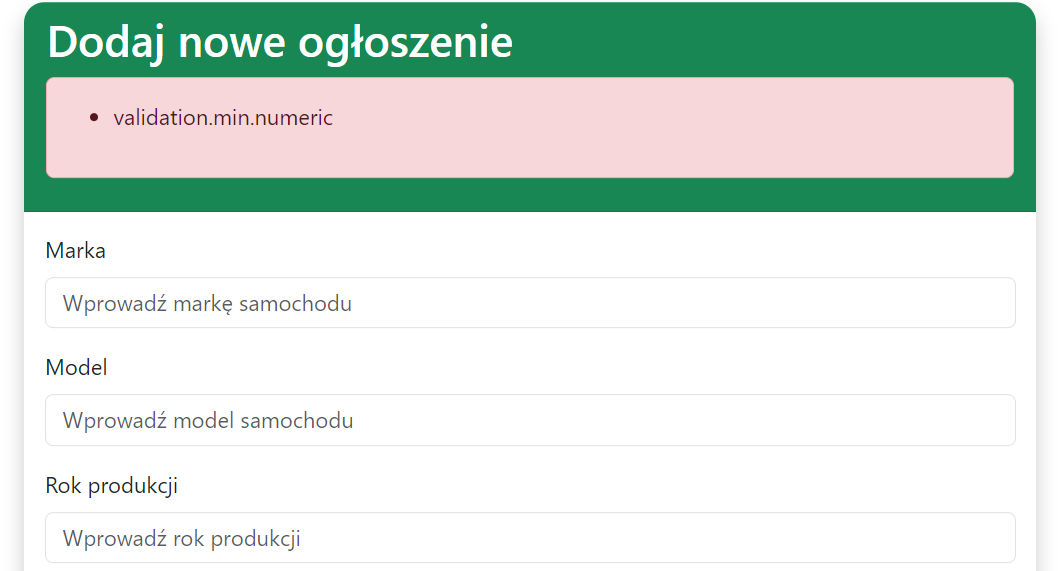 Dodaj nowe ogłoszenie
validation.min.numeric
Marka
Wprowadź markę samochodu
Model
Wprowadź model samochodu
Rok produkcji
Wprowadź rok produkcji